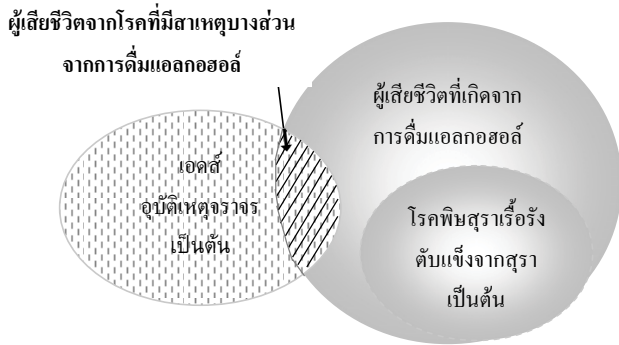 ผู้เสียชีวิตจากโรคที่มีสาเหตุบางส่วน
จากการดื่มแอลกอฮอล์
ผู้เสียชีวิตที่เกิดจาก
การดื่มแอลกอฮอล์
เอดส์
อุบัติเหตุจราจร
เป็นต้น
โรคพิษสุราเรื้อรัง
ตับแข็งจากสุรา
เป็นต้น